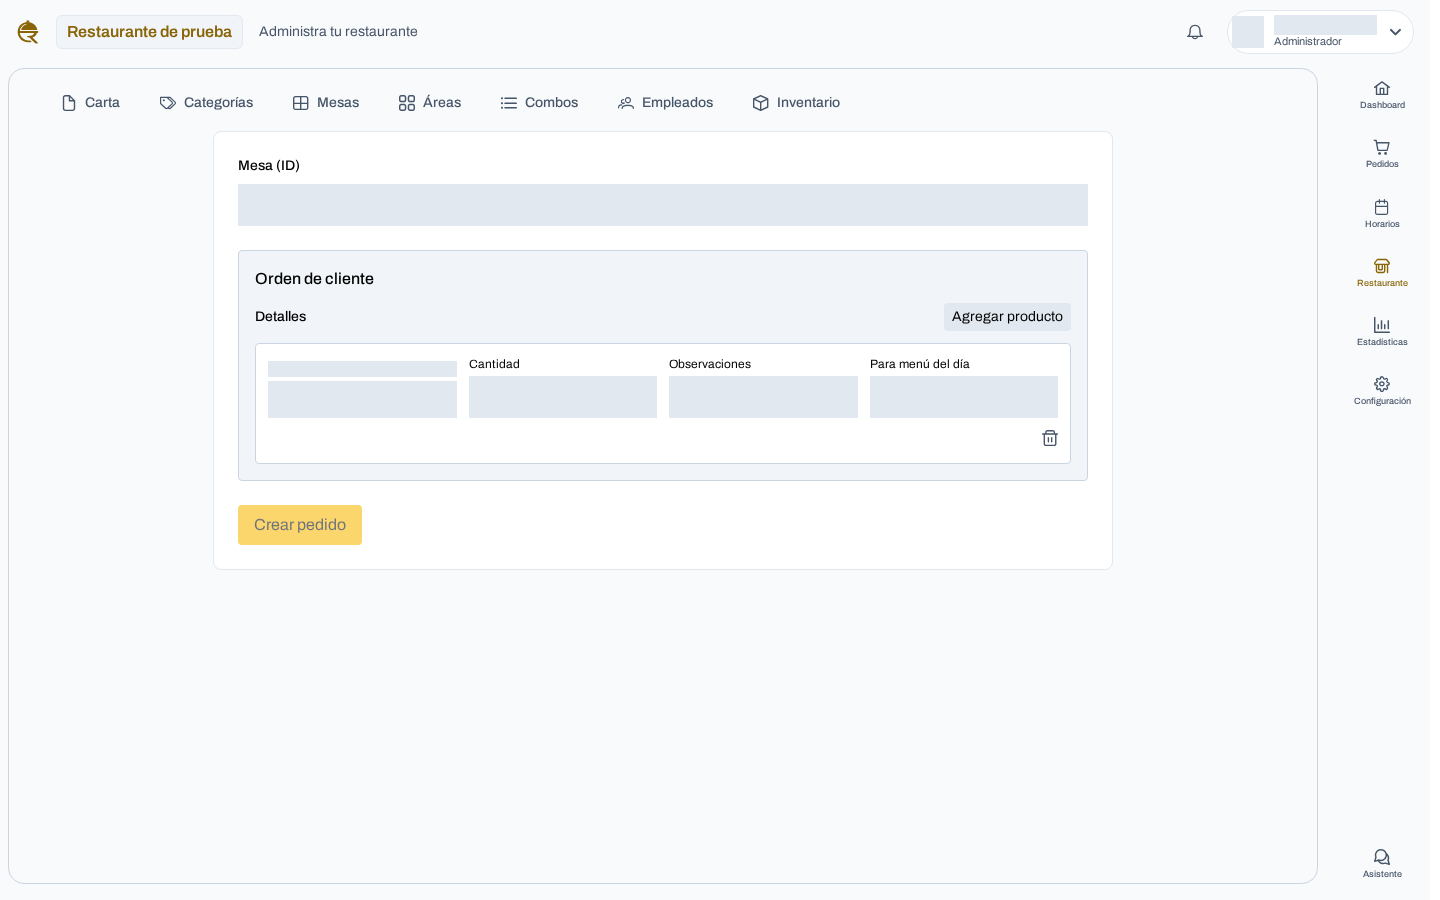 Restaurante de prueba
Administra tu restaurante
Administrador
Carta
Categorías
Mesas
Áreas
Combos
Empleados
Inventario
Mesa (ID)
Orden de cliente
Detalles
Agregar producto
Cantidad
Observaciones
Para menú del día
Crear pedido
Dashboard
Pedidos
Horarios
Restaurante
Estadísticas
Configuración
Asistente